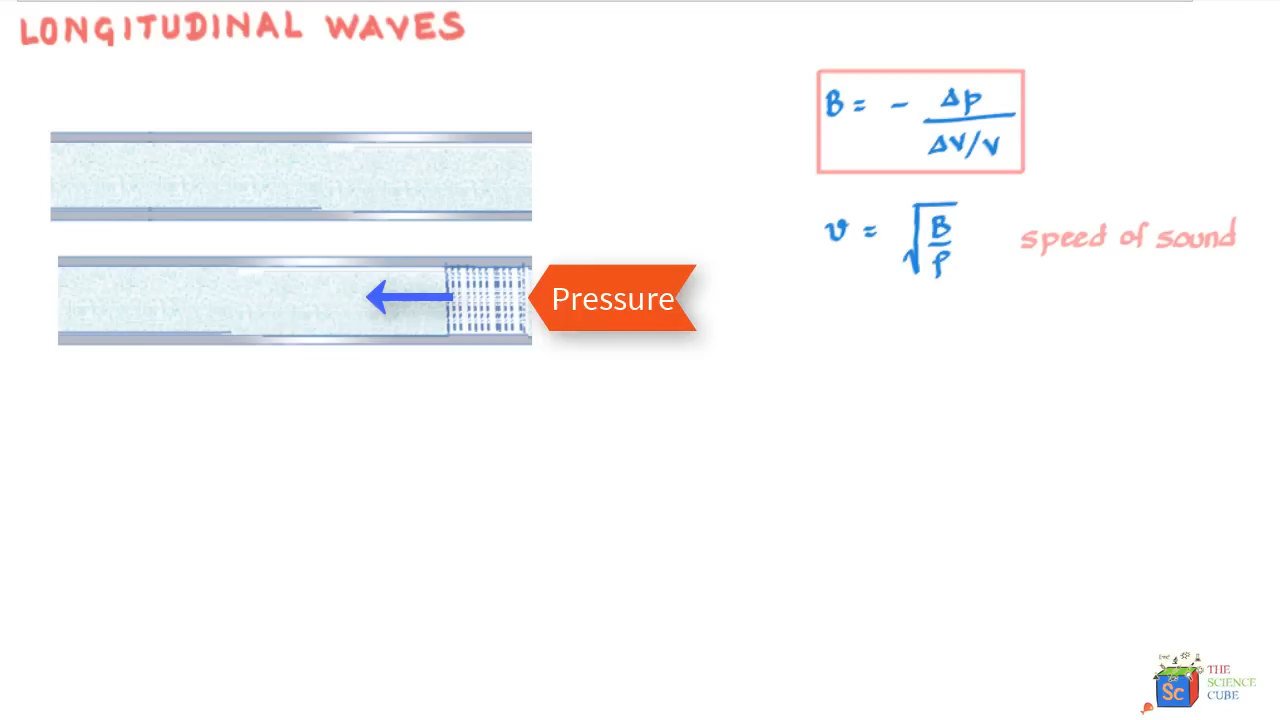 LONGITUDINAL WAVES
B = - Δp / ΔV/V
v = √B/ρ speed of sound
Pressure
Sc
THE
SCIENCE
CUBE